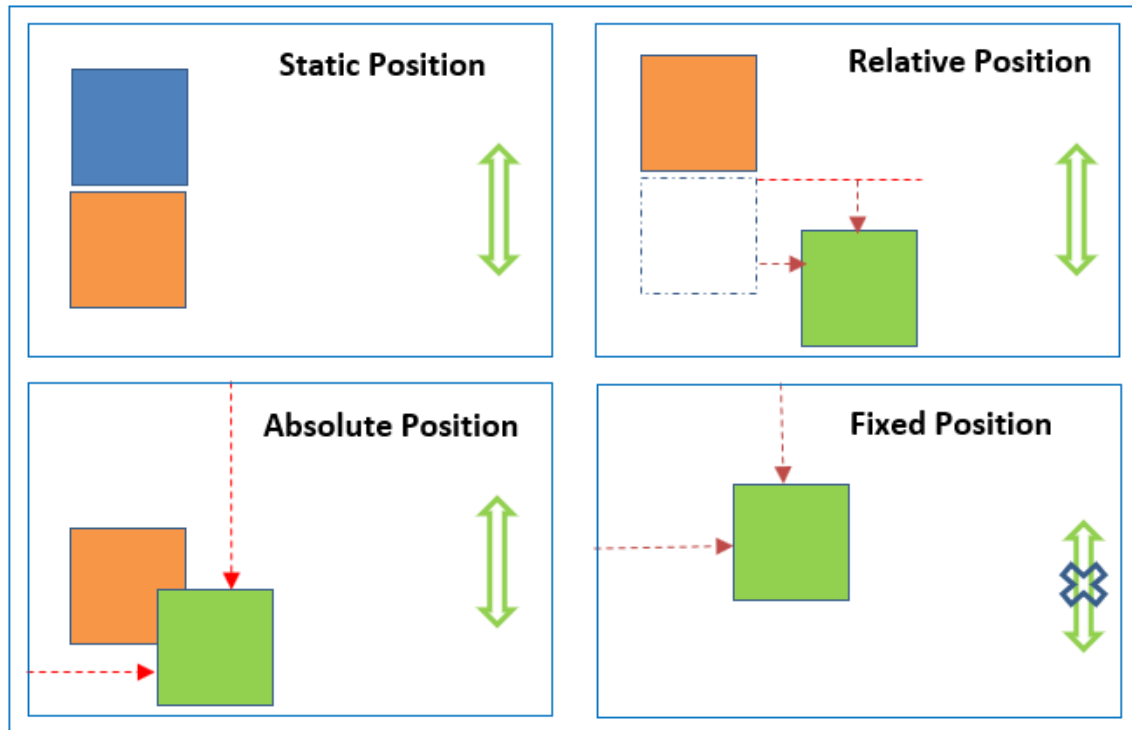 Static Position
Relative Position
Absolute Position
Fixed Position